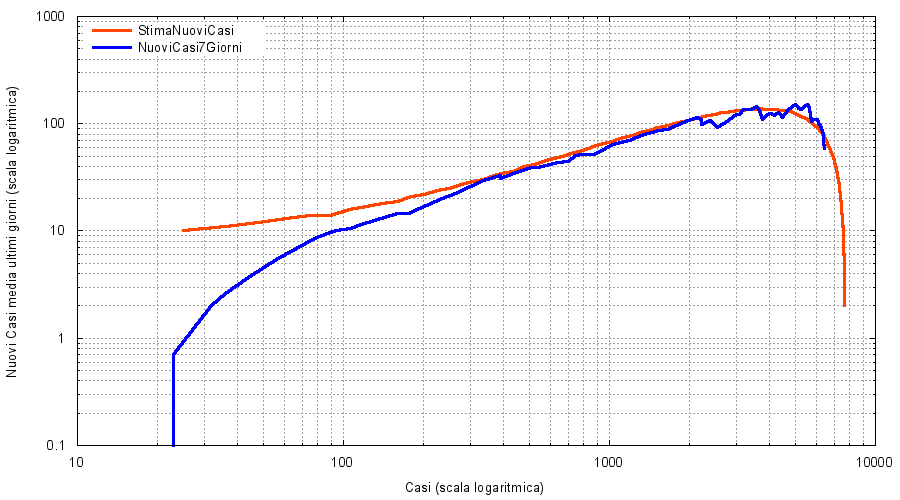 1000
StimaNuoviCasi
NuoviCasi7Giorni
100
10
1
0.1
Nuovi Casi media ultimi giorni (scala logaritmica)
10 100 1000 10000
Casi (scala logaritmica)